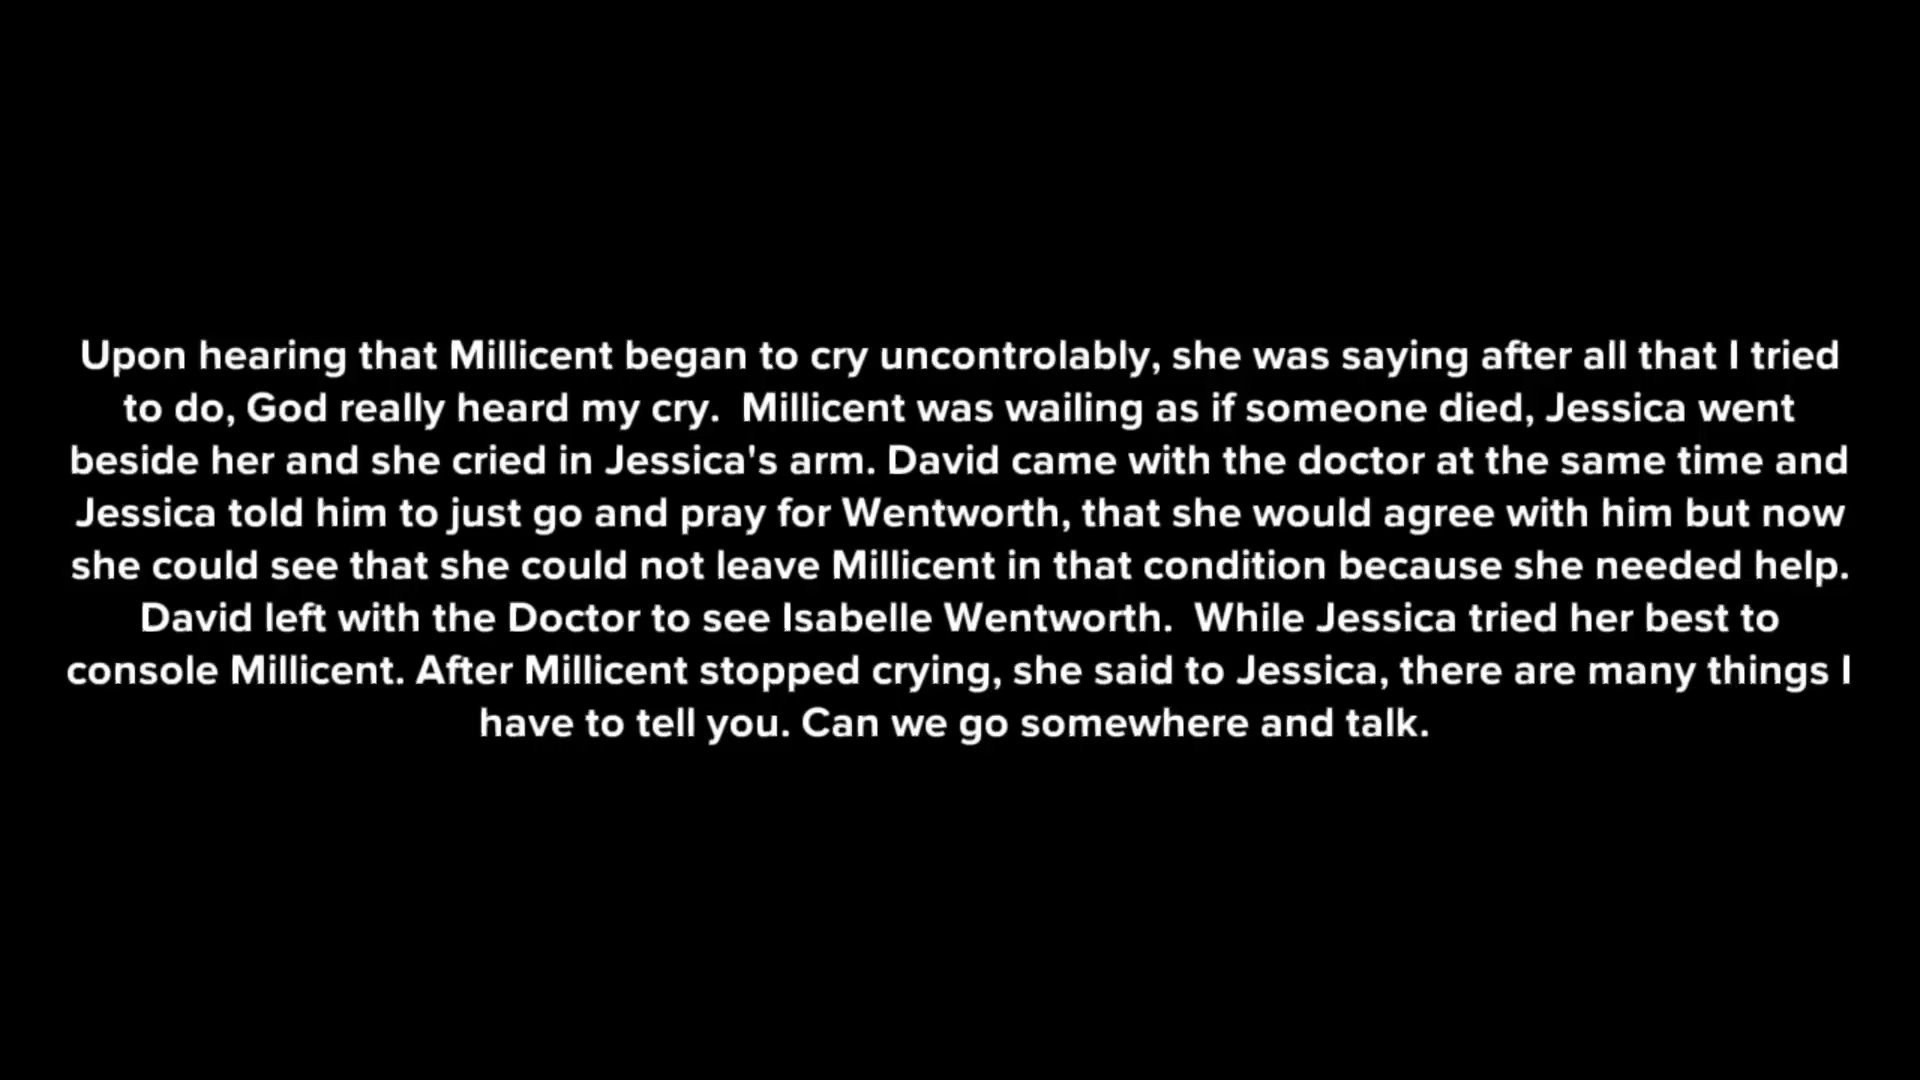 Upon hearing that Millicent began to cry uncontrolably, she was saying after all that I tried
to do, God really heard my cry.  Millicent was wailing as if someone died, Jessica went
beside her and she cried in Jessica's arm. David came with the doctor at the same time and
Jessica told him to just go and pray for Wentworth, that she would agree with him but now
she could see that she could not leave Millicent in that condition because she needed help.
David left with the Doctor to see Isabelle Wentworth.  While Jessica tried her best to
console Millicent. After Millicent stopped crying, she said to Jessica, there are many things I
have to tell you. Can we go somewhere and talk.